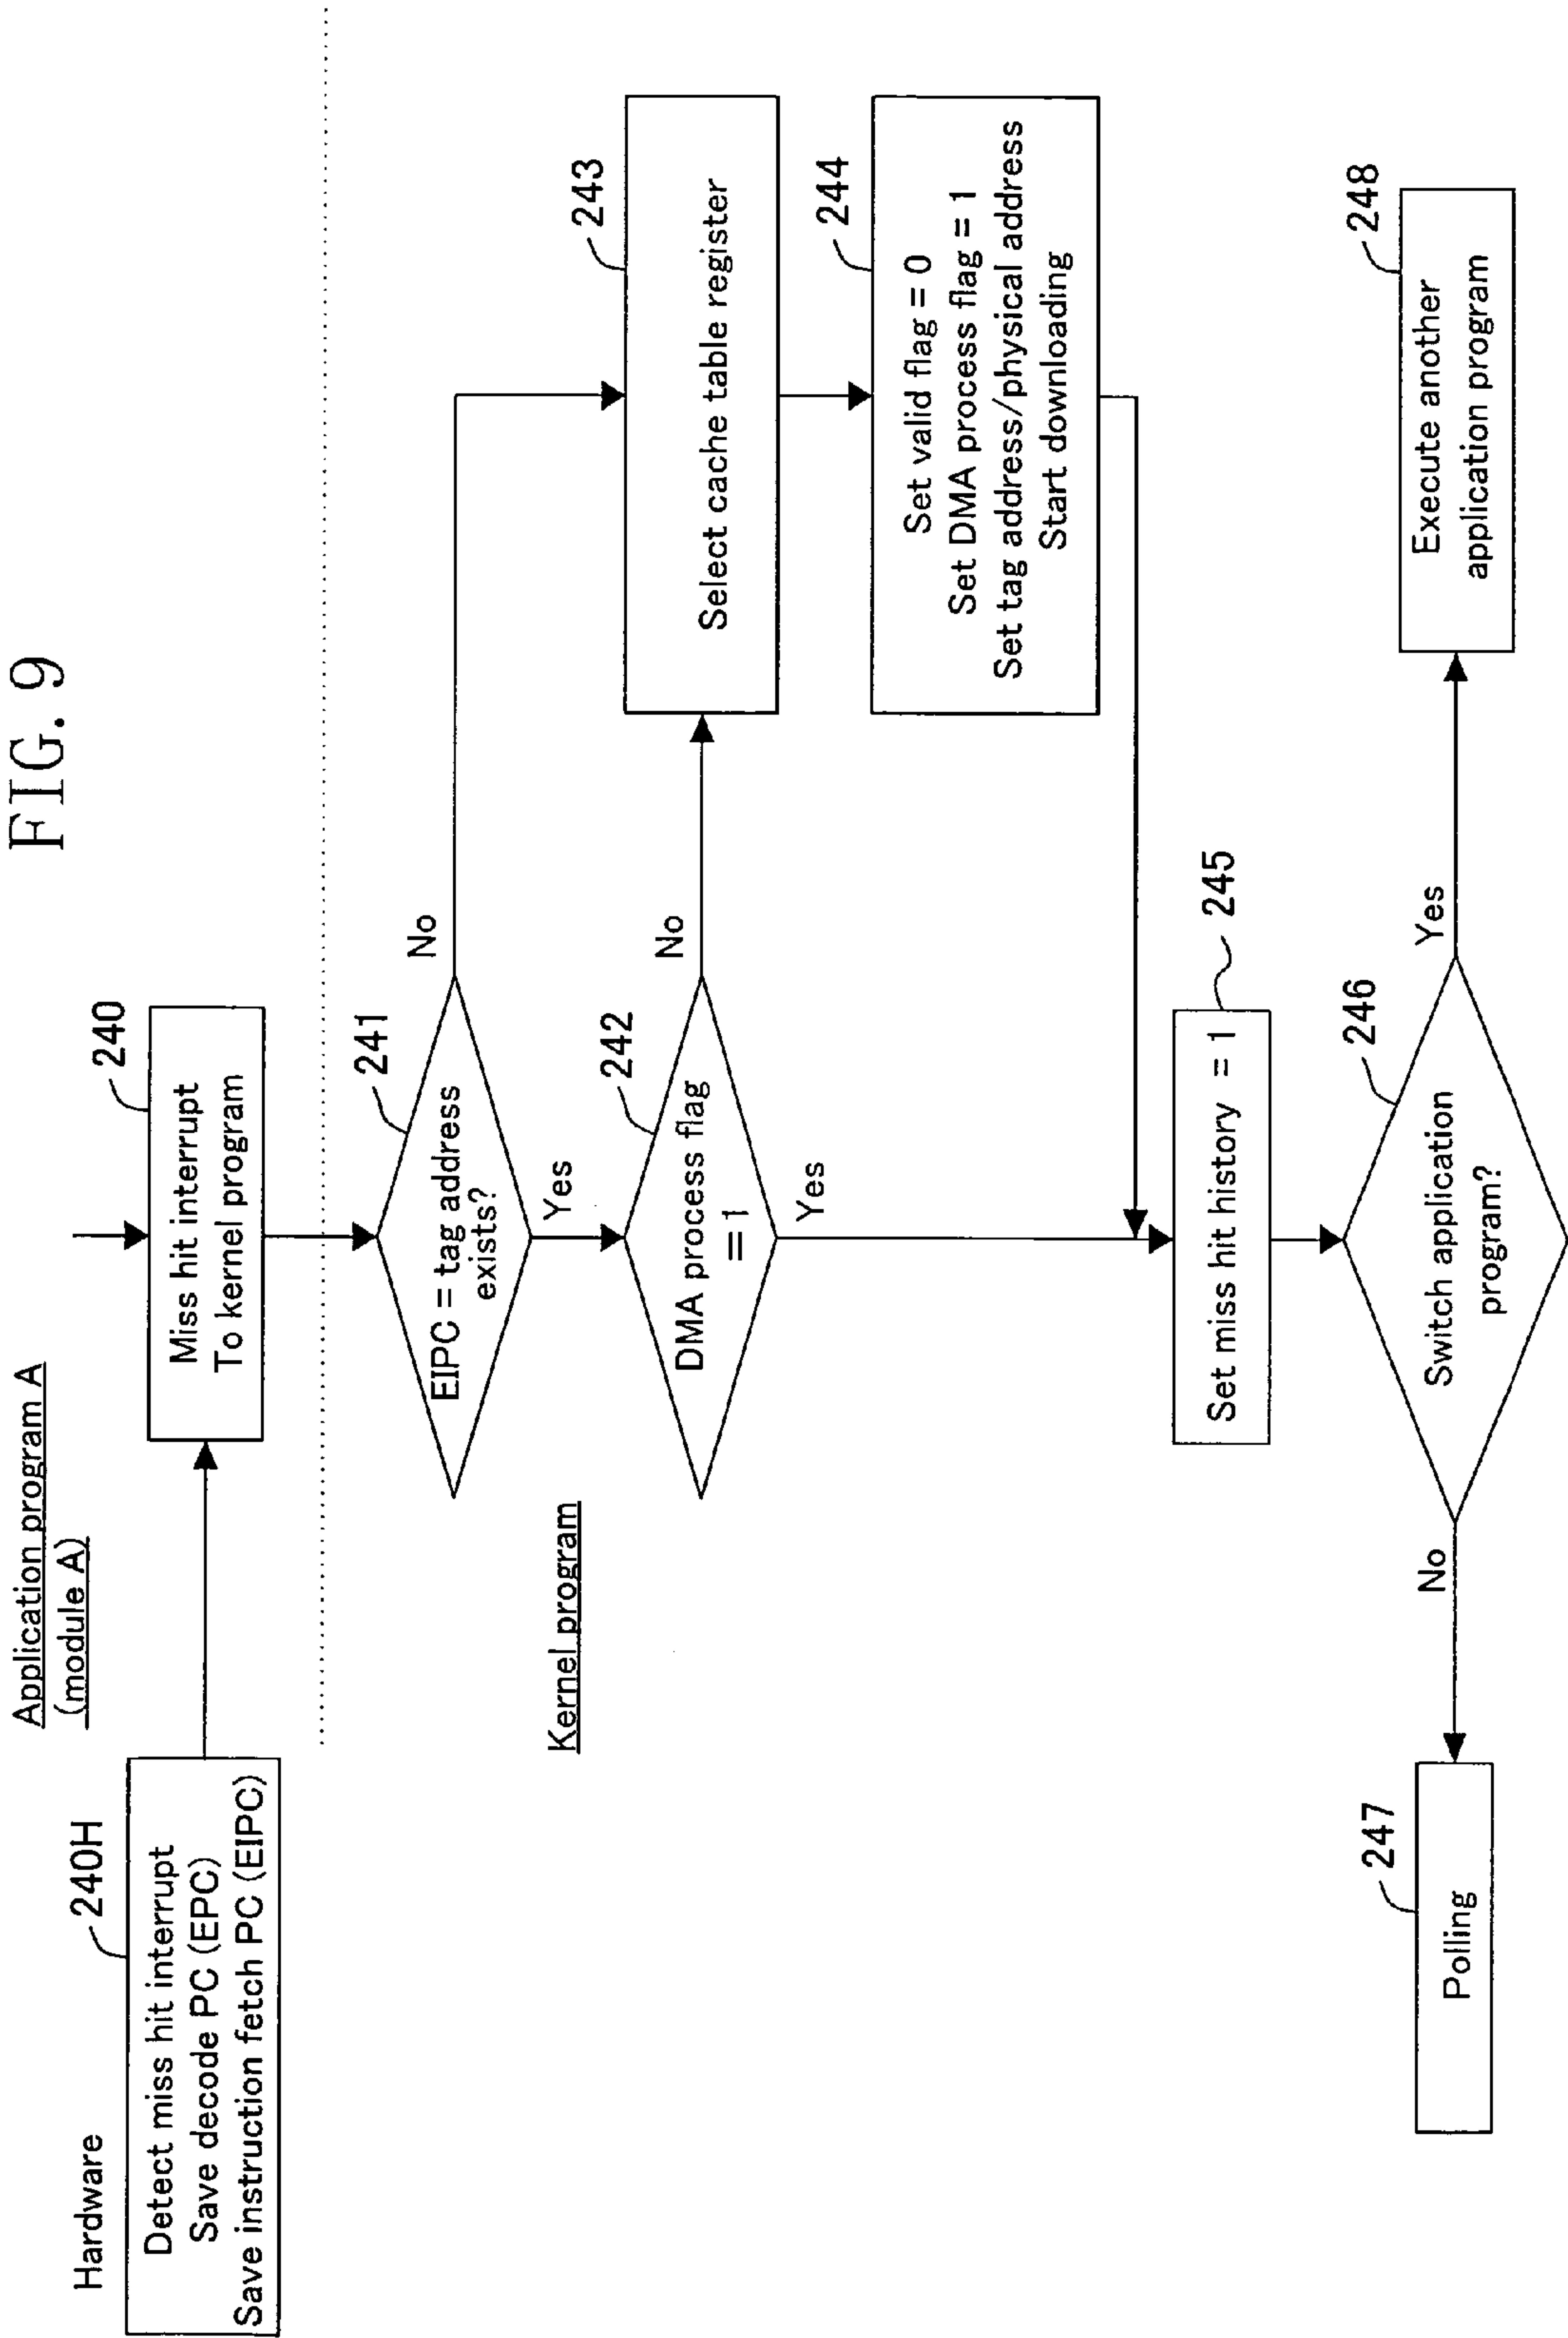 FIG. 9
Application program A
(module A)
Hardware
240H
Detect miss hit interrupt
Save decode PC (EPC)
Save instruction fetch PC (EIPC)
240
Miss hit interrupt
To kernel program
Kernel program
241
EIPC = tag address
exists?
No
Yes
242
DMA process flag
=1
No
Yes
243
Select cache table register
244
Set valid flag = 0
Set DMA process flag = 1
Set tag address/physical address
Start downloading
245
Set miss hit history = 1
246
Switch application
program?
No
Yes
247
Polling
248
Execute another
application program